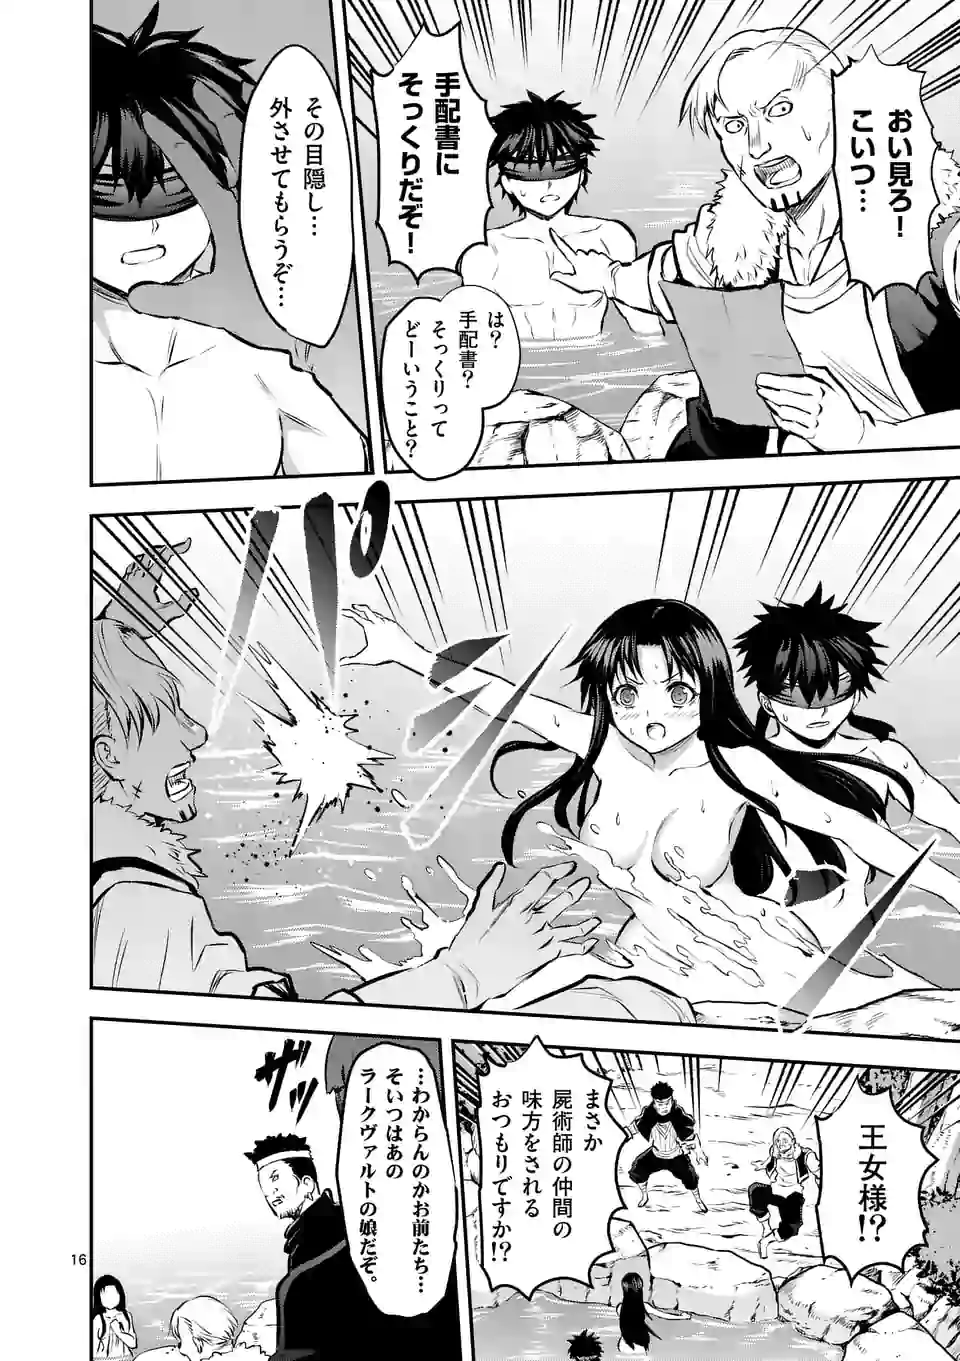 おい見ろ！
こいつ…
手配書に
そっくりだぞ！
は？
手配書？
そっくりって
どーいうこと？
その目隠し…
外させてもらうぞ…
パシッ
王女様!?
まさか
屍術師の仲間の
味方をされる
おつもりですか!?
ザッ
…わからんのかお前たち…
そいつはあの
ラークヴァルトの娘だぞ。
16